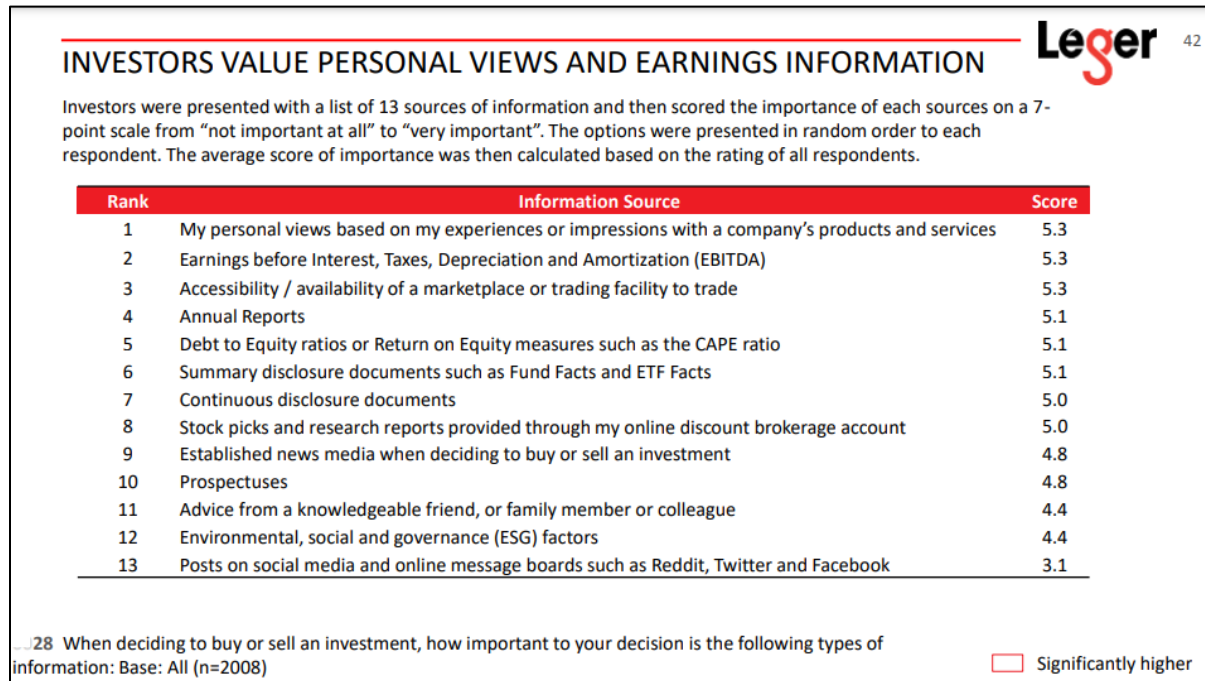 Leger
42
INVESTORS VALUE PERSONAL VIEWS AND EARNINGS INFORMATION
Investors were presented with a list of 13 sources of information and then scored the importance of each sources on a 7-
point scale from “not important at all” to “very important”. The options were presented in random order to each
respondent. The average score of importance was then calculated based on the rating of all respondents.
Rank Information Source Score
1 My personal views based on my experiences or impressions with a company’s products and services 5.3
2 Earnings before Interest, Taxes, Depreciation and Amortization (EBITDA) 5.3
3 Accessibility / availability of a marketplace or trading facility to trade 5.3
4 Annual Reports 5.1
5 Debt to Equity ratios or Return on Equity measures such as the CAPE ratio 5.1
6 Summary disclosure documents such as Fund Facts and ETF Facts 5.1
7 Continuous disclosure documents 5.0
8 Stock picks and research reports provided through my online discount brokerage account 5.0
9 Established news media when deciding to buy or sell an investment 4.8
10 Prospectuses 4.8
11 Advice from a knowledgeable friend, or family member or colleague 4.4
12 Environmental, social and governance (ESG) factors 4.4
13 Posts on social media and online message boards such as Reddit, Twitter and Facebook 3.1
28 When deciding to buy or sell an investment, how important to your decision is the following types of
information: Base: All (n=2008)
Significantly higher